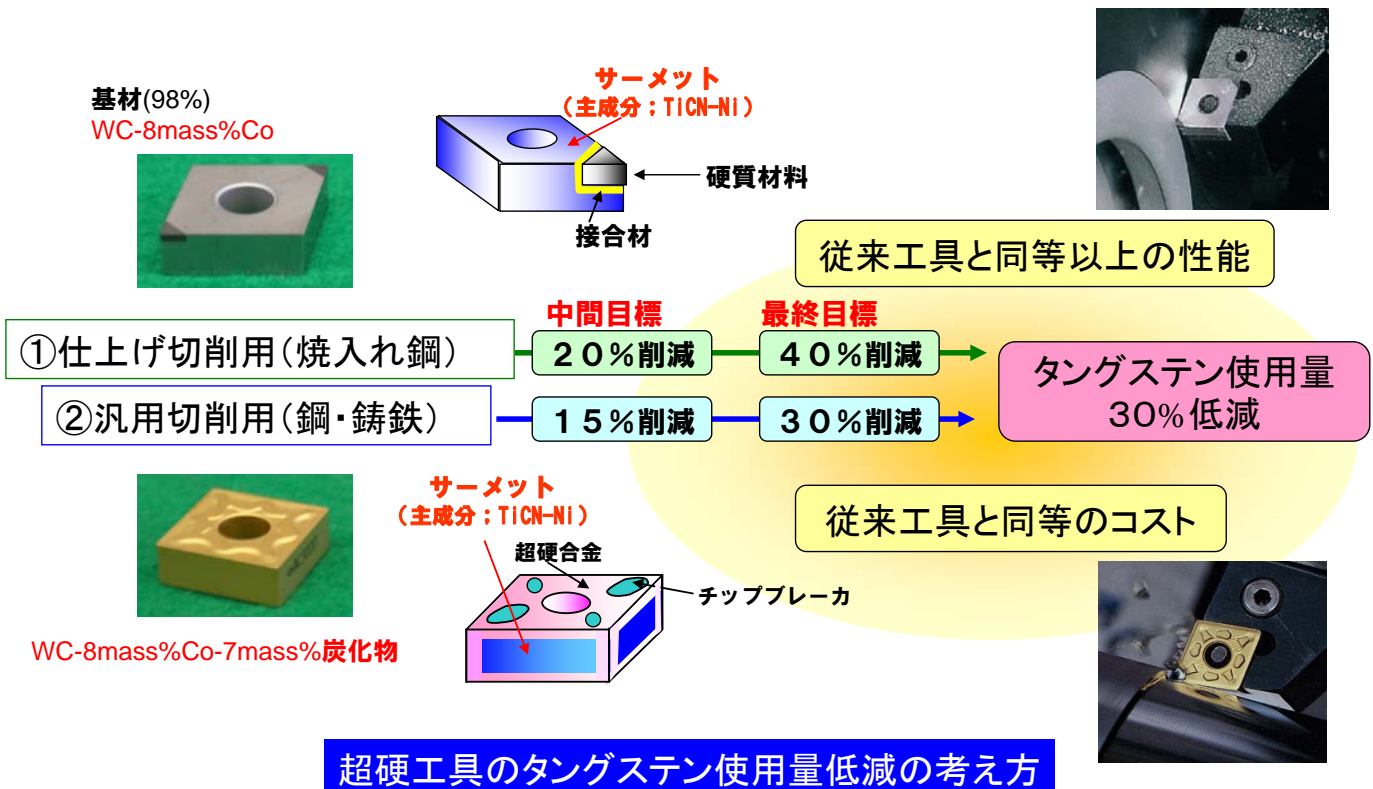 基材(98%)
WC-8mass%Co
サーメット
（主成分；TiCN-Ni）
硬質材料
接合材
従来工具と同等以上の性能
中間目標
最終目標
①仕上げ切削用（焼入れ鋼）
２０％削減
４０％削減
②汎用切削用（鋼・鋳鉄）
１５％削減
３０％削減
タングステン使用量
30%低減
サーメット
（主成分；TiCN-Ni）
超硬合金
チップブレーカ
従来工具と同等のコスト
WC-8mass%Co-7mass%炭化物
超硬工具のタングステン使用量低減の考え方